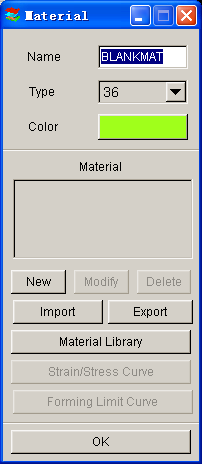 Material
Name BLANKMAT
Type 36
Color
Material
New Modify Delete
Import Export
Material Library
Strain/Stress Curve
Forming Limit Curve
OK